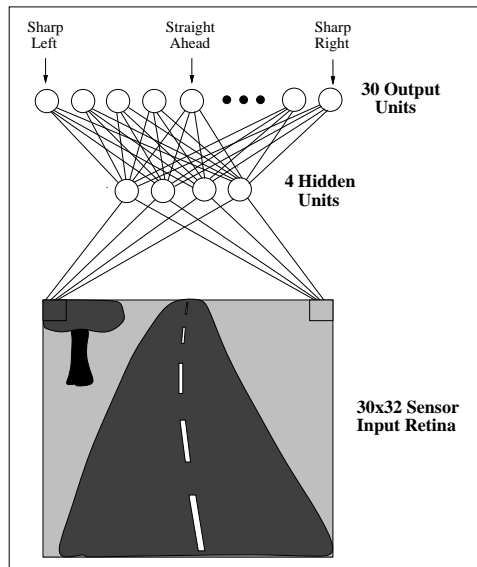 Sharp
Left
Straight
Ahead
Sharp
Right
30 Output
Units
4 Hidden
Units
30x32 Sensor
Input Retina